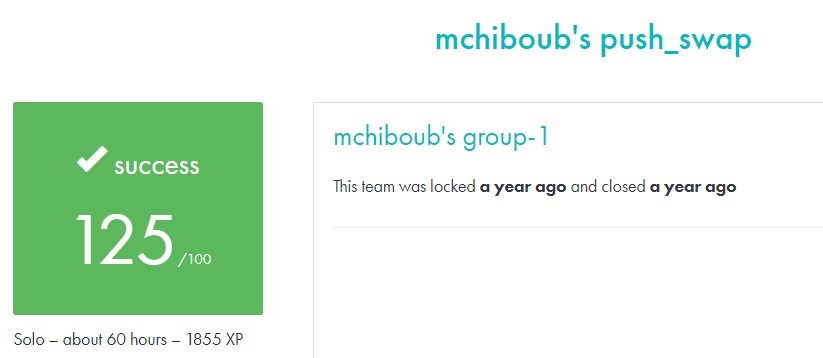 mchiboub's push_swap
success
125/100
Solo – about 60 hours – 1855 XP
mchiboub's group-1
This team was locked a year ago and closed a year ago